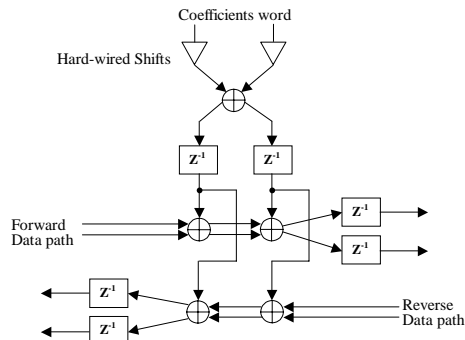 Coefficients word
Hard-wired Shifts
Z-1
Z-1
Forward
Data path
Z-1
Z-1
Z-1
Z-1
Reverse
Data path